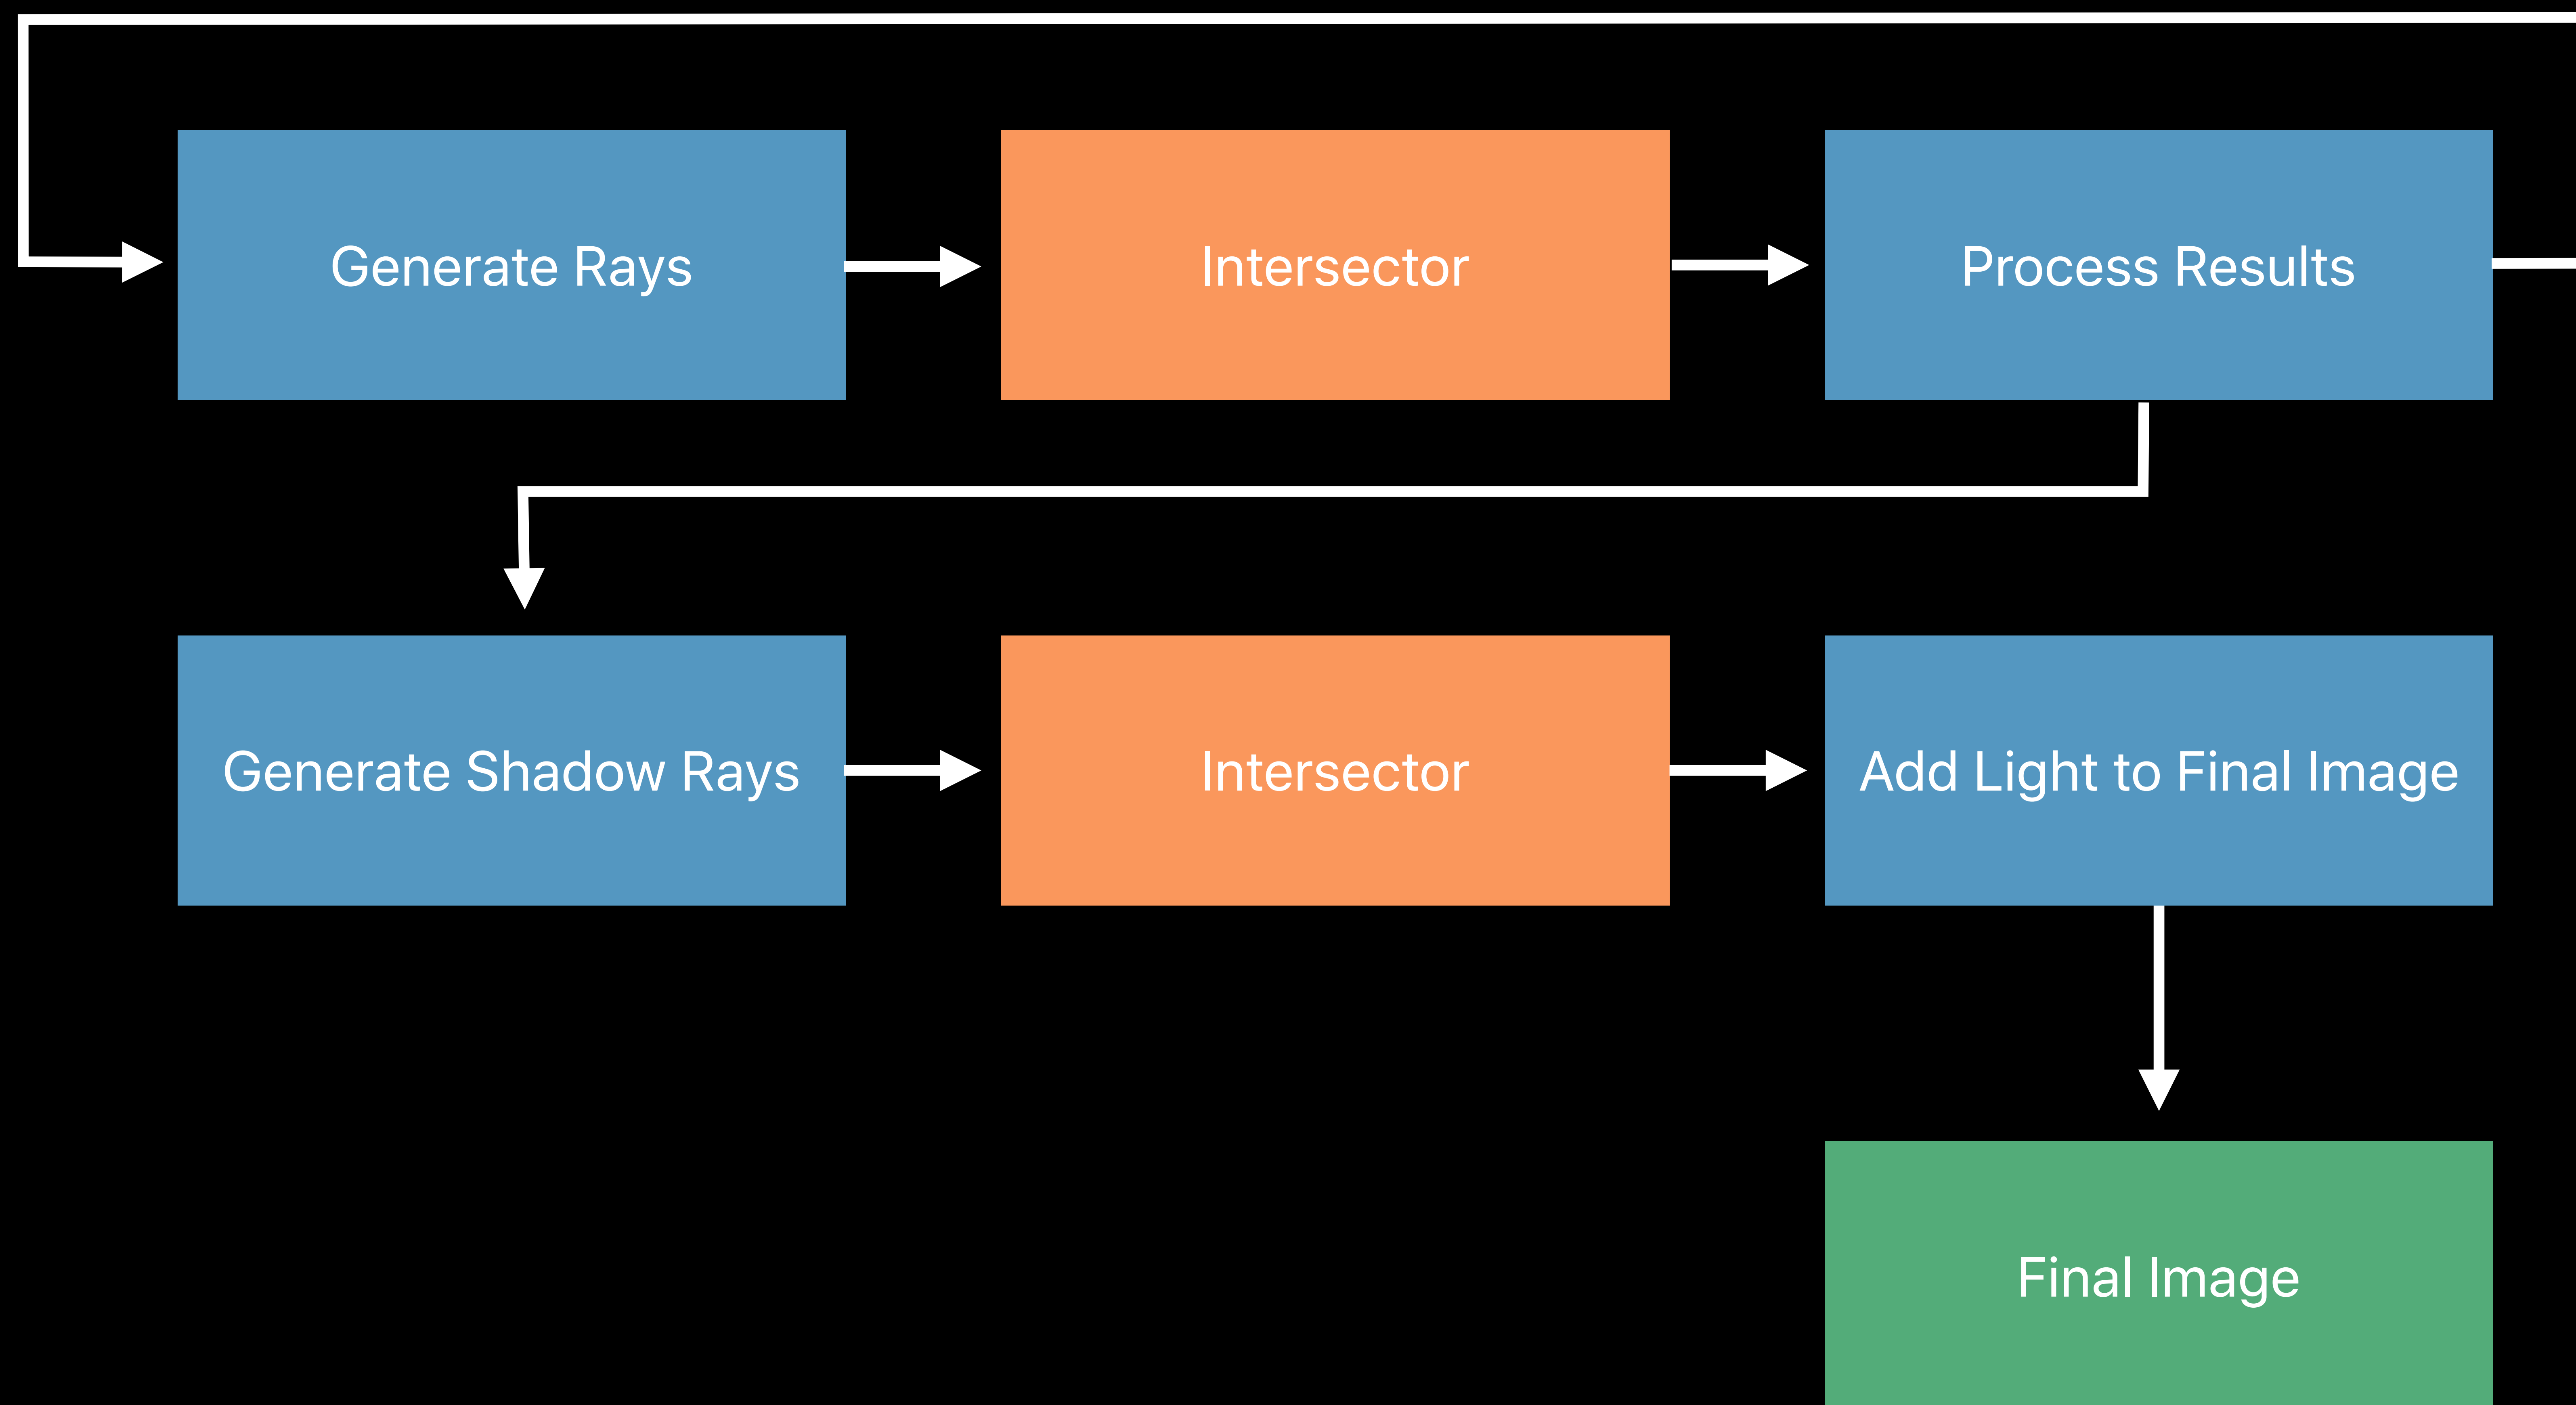 Generate Rays
Intersector
Process Results
Generate Shadow Rays
Intersector
Add Light to Final Image
Final Image